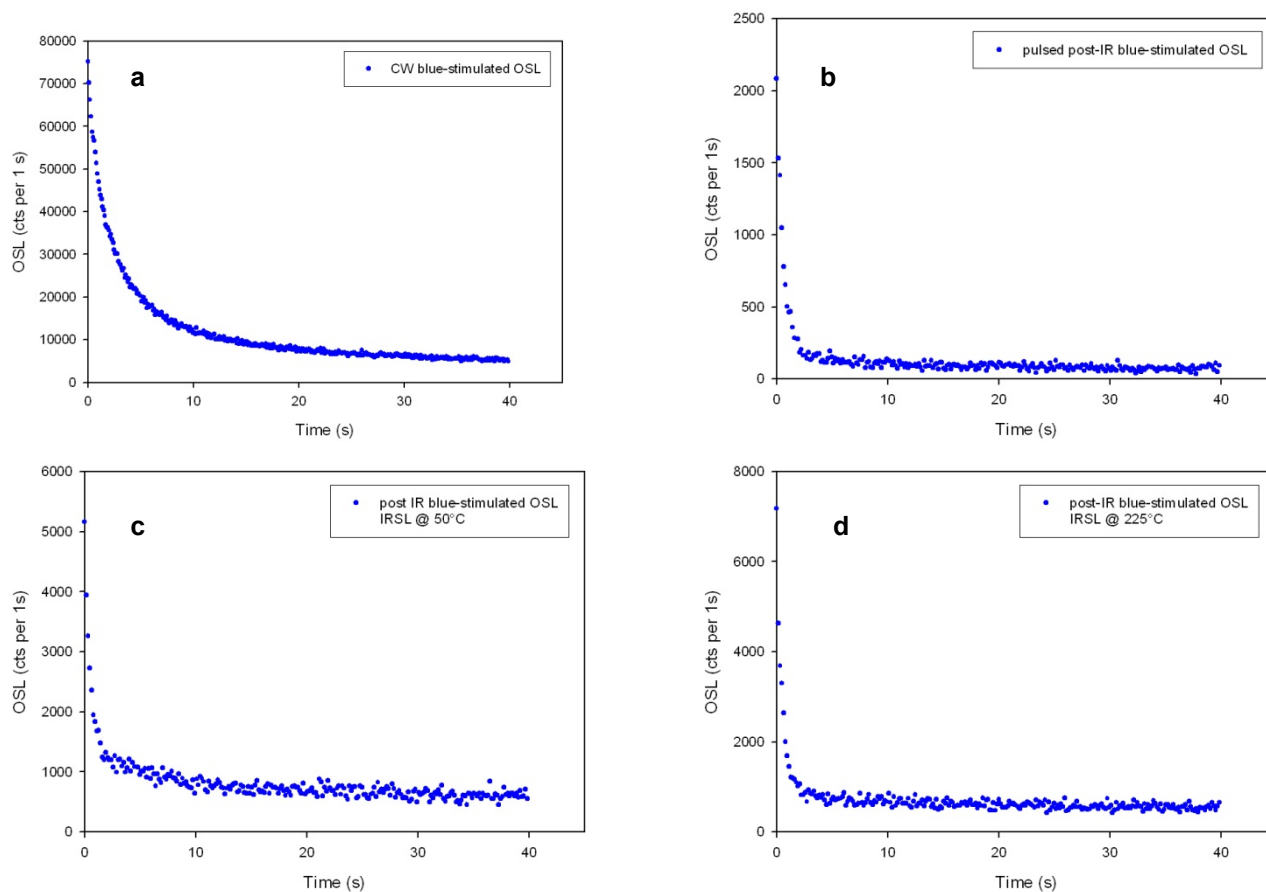 a
CW blue-stimulated OSL
80000
70000
60000
50000
40000
30000
20000
10000
0
OSL (cts per 1 s)
0 10 20 30 40
Time (s)
b
pulsed post-IR blue-stimulated OSL
2500
2000
1500
1000
500
0
OSL (cts per 1s)
0 10 20 30 40
Time (s)
c
post IR blue-stimulated OSL
IRSL @ 50°C
6000
5000
4000
3000
2000
1000
0
OSL (cts per 1s)
0 10 20 30 40
Time (s)
d
post-IR blue-stimulated OSL
IRSL @ 225°C
8000
6000
4000
2000
0
OSL (cts per 1s)
0 10 20 30 40
Time (s)